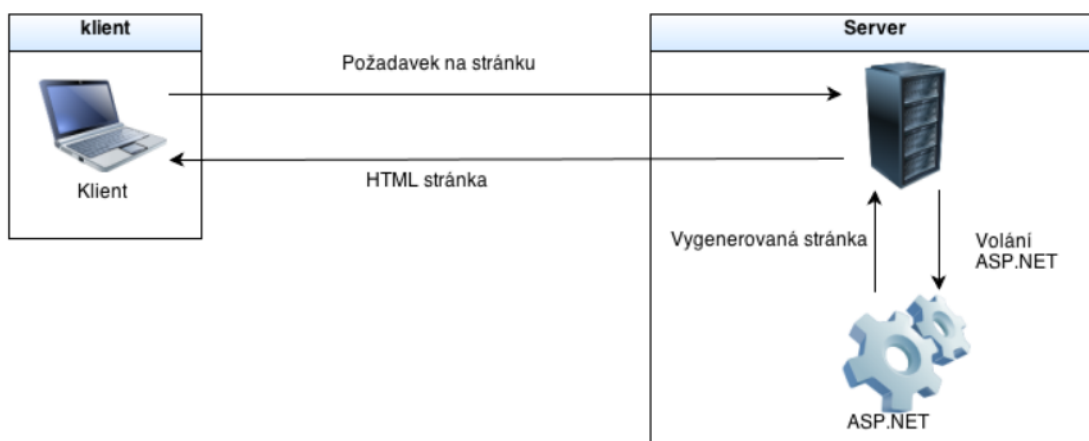 klient
Server
Požadavek na stránku
HTML stránka
Klient
Vygenerovaná stránka
Volání
ASP.NET
ASP.NET